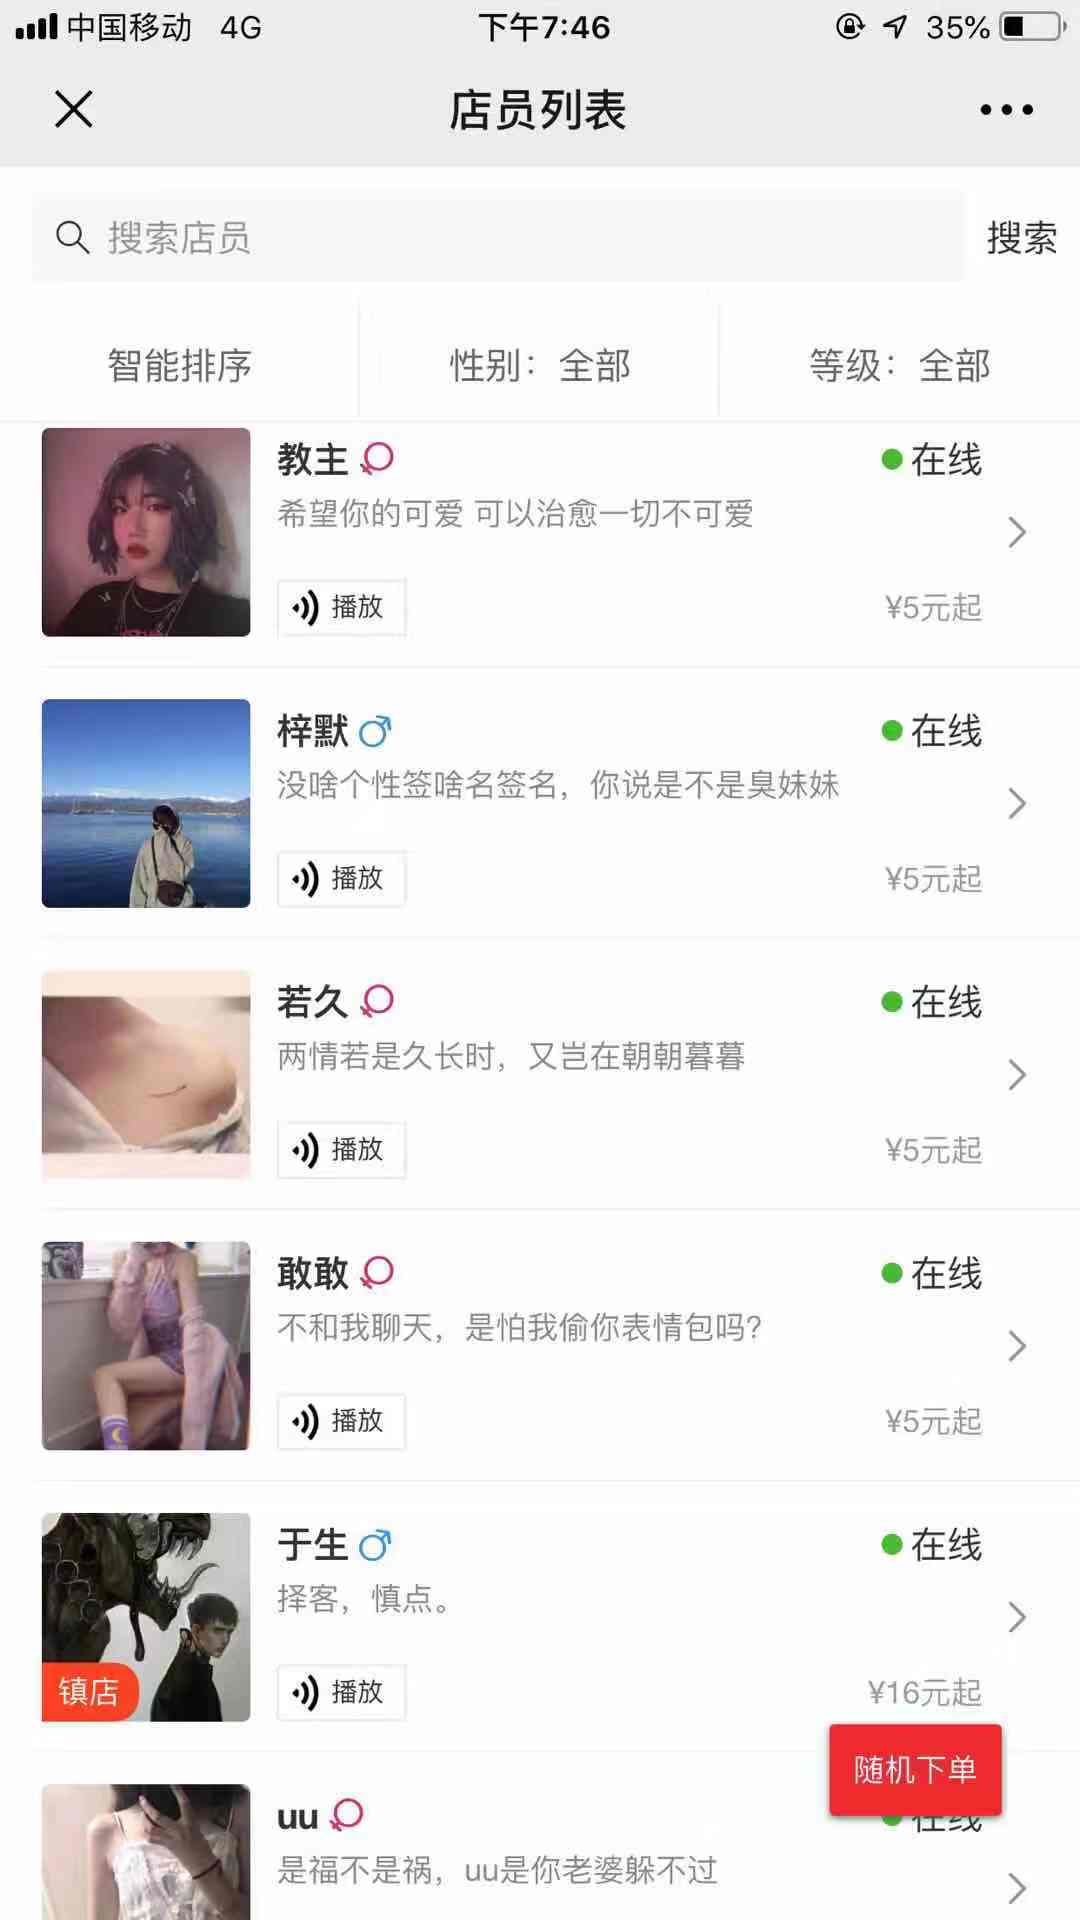 中国移动 4G 下午7:46 35%
店员列表
搜索店员 搜索
智能排序 性别：全部 等级：全部
教主 在线
希望你的可爱 可以治愈一切不可爱
播放 ¥5元起
梓默 在线
没啥个性签啥名签名，你说是不是臭妹妹
播放 ¥5元起
若久 在线
两情若是久长时，又岂在朝朝暮暮
播放 ¥5元起
敢敢 在线
不和我聊天，是怕我偷你表情包吗？
播放 ¥5元起
于生 在线
择客，慎点。
镇店 播放 ¥16元起
随机下单
uu 在线
是福不是祸，uu是你老婆躲不过